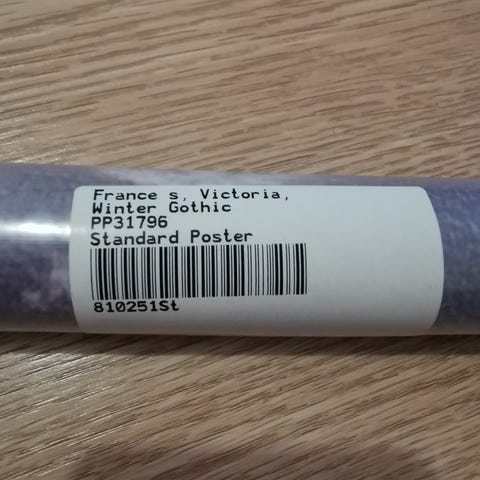 France s, Victoria,
Winter Gothic
PP31796
Standard Poster
810251St